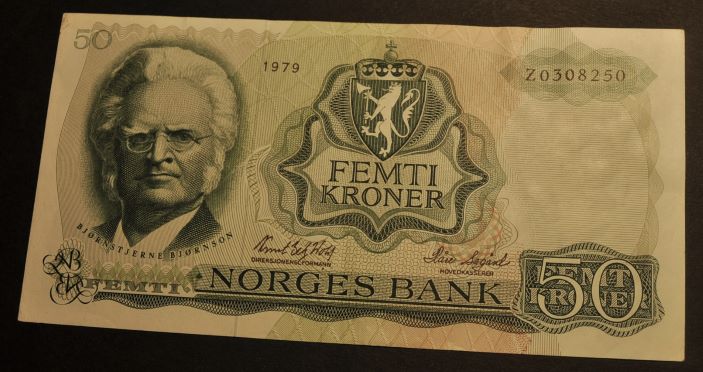 50
1979
Z0308250
FEMTI
KRONER
BJØRNSTJERNE BJØRNSON
DIREKSJONENS FORMANN
HOVEDKASSERER
FEMTI
NORGES BANK
FEMTI
KRONER
50